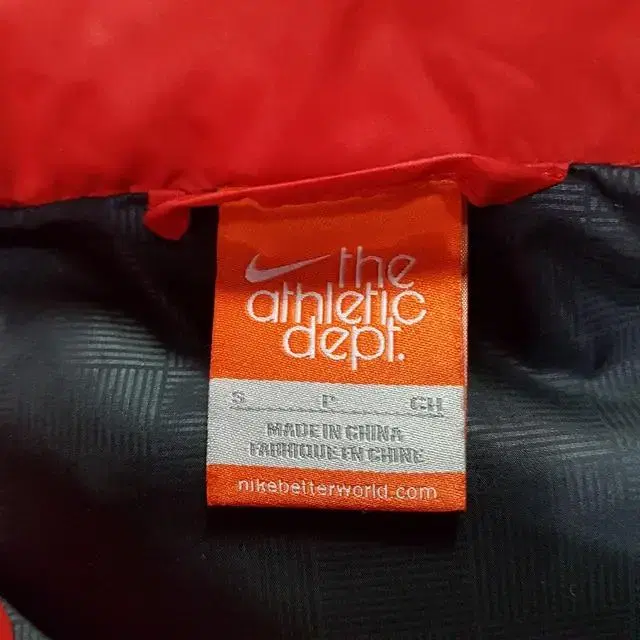 the
athletic
dept.
S P CH
MADE IN CHINA
FABRIQUE EN CHINE
nikebetterworld.com